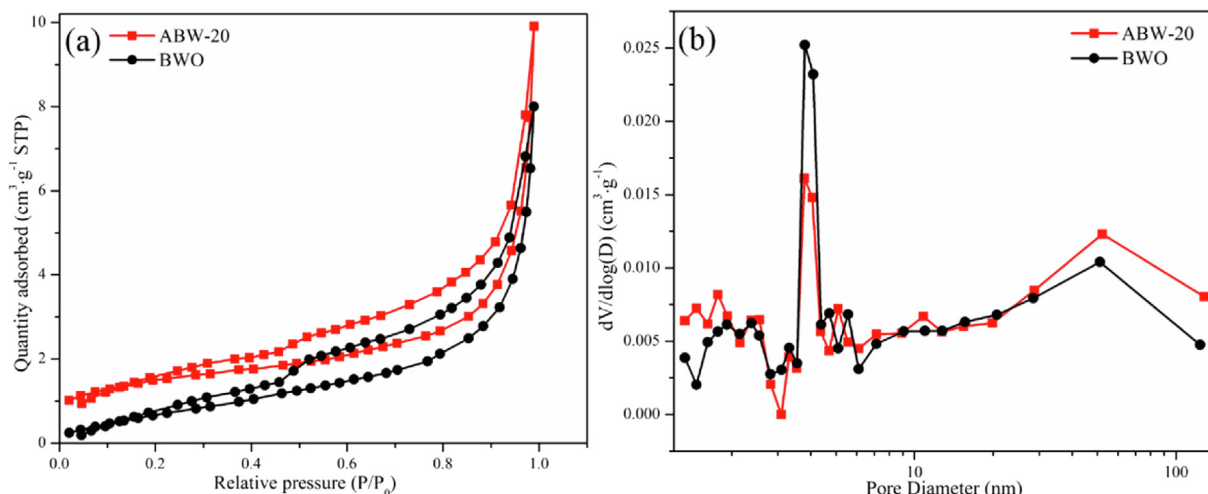 (a)
ABW-20
BWO
Quantity adsorbed (cm³·g⁻¹ STP)
10
8
6
4
2
0
0.0 0.2 0.4 0.6 0.8 1.0
Relative pressure (P/P₀)
(b)
ABW-20
BWO
dV/dlog(D) (cm³·g⁻¹)
0.025
0.020
0.015
0.010
0.005
0.000
10 100
Pore Diameter (nm)